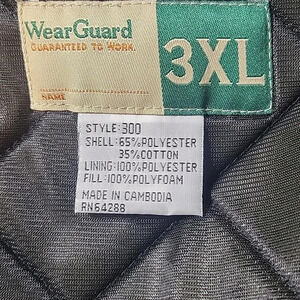 WearGuard
GUARANTEED TO WORK.
3XL
NAME
STYLE: 300
SHELL: 65%POLYESTER
35%COTTON
LINING: 100%POLYESTER
FILL: 100%POLYFOAM
MADE IN CAMBODIA
RN64288